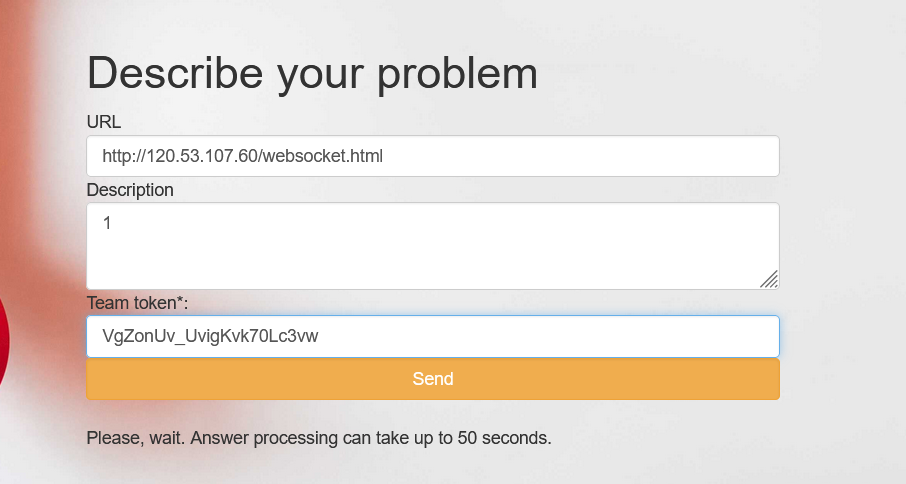 Describe your problem
URL
http://120.53.107.60/websocket.html
Description
1
Team token*:
VgZonUv_UvigKvk70Lc3vw
Send
Please, wait. Answer processing can take up to 50 seconds.